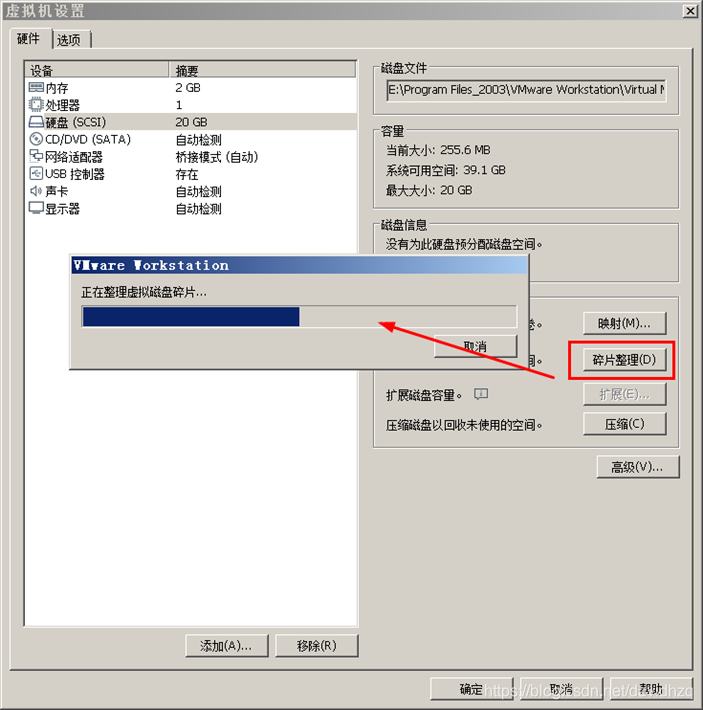 虚拟机设置
硬件 选项
设备 摘要
内存 2 GB
处理器 1
硬盘 (SCSI) 20 GB
CD/DVD (SATA) 自动检测
网络适配器 桥接模式 (自动)
USB 控制器 存在
声卡 自动检测
显示器 自动检测
磁盘文件
E:\Program Files_2003\VMware Workstation\Virtual
容量
当前大小: 255.6 MB
系统可用空间: 39.1 GB
最大大小: 20 GB
磁盘信息
没有为此硬盘预分配磁盘空间。
VMware Workstation
正在整理虚拟磁盘碎片...
取消
映射(M)...
碎片整理(D)
扩展磁盘容量。 扩展(E)...
压缩磁盘以回收未使用的空间。 压缩(C)
高级(V)...
添加(A)... 移除(R)
确定 取消 帮助